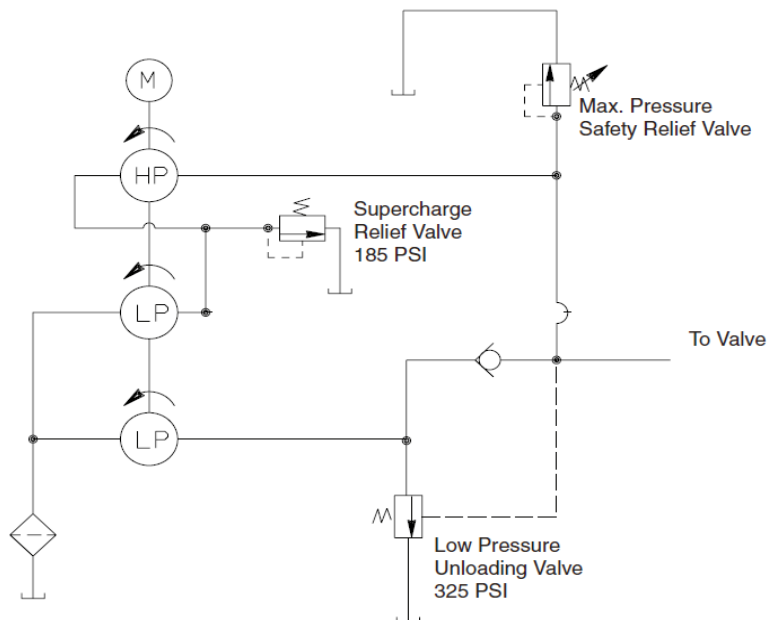 M
Max. Pressure
Safety Relief Valve
HP
Supercharge
Relief Valve
185 PSI
LP
To Valve
LP
Low Pressure
Unloading Valve
325 PSI